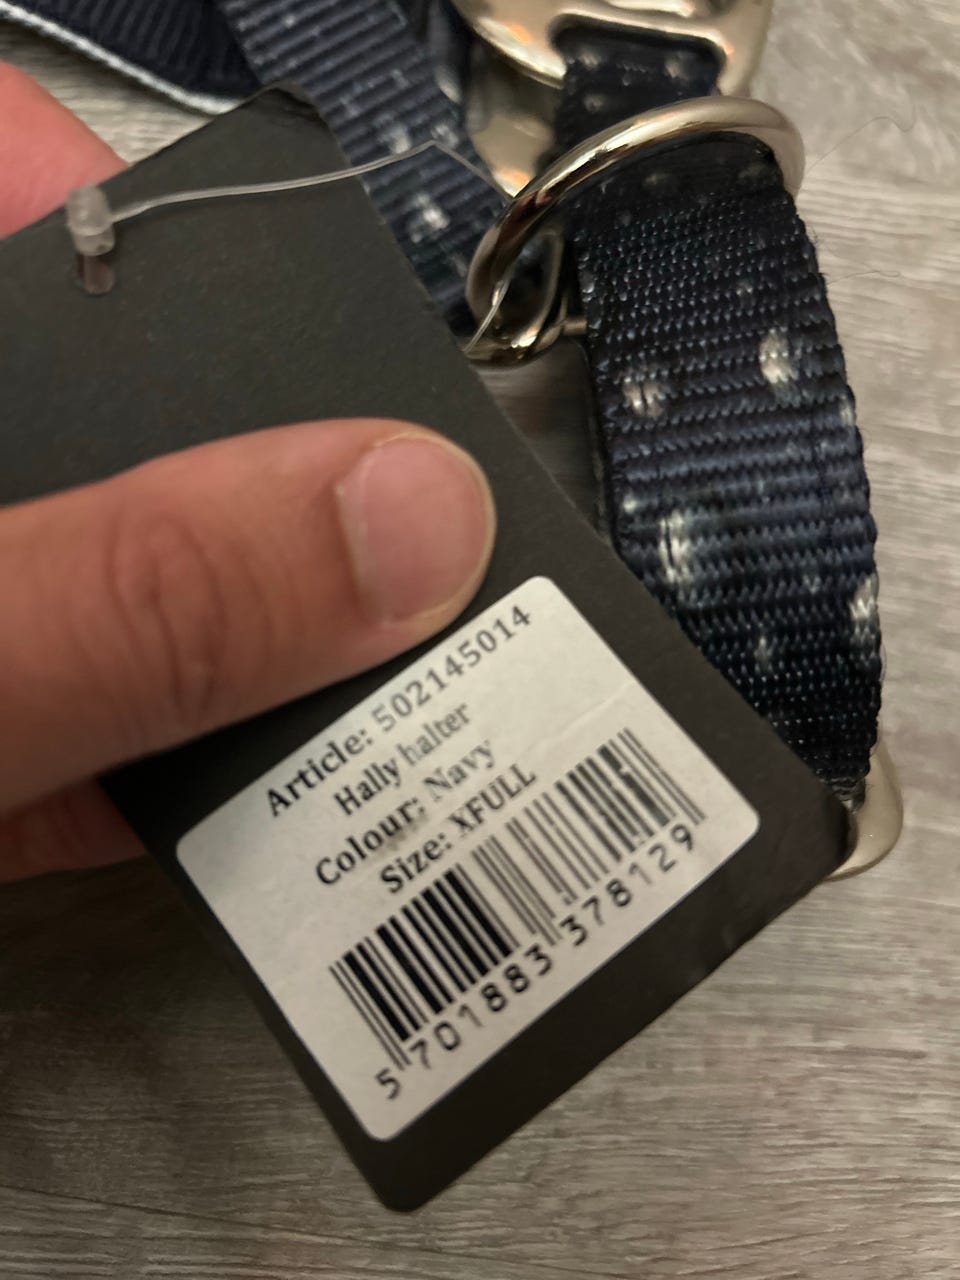 Article: 502145014
Hally halter
Colour: Navy
Size: XFULL
5 701883 378129